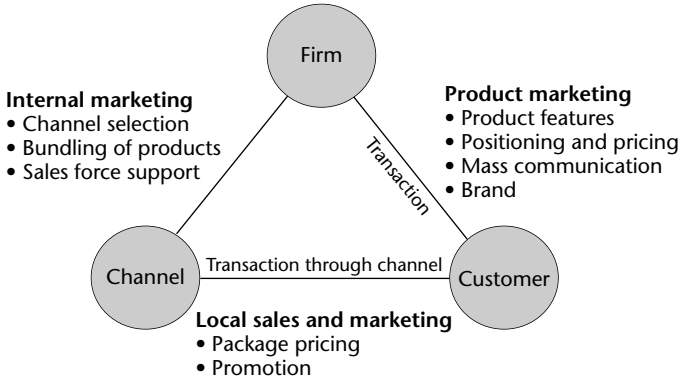 Firm
Internal marketing
• Channel selection
• Bundling of products
• Sales force support
Product marketing
• Product features
• Positioning and pricing
• Mass communication
• Brand
Transaction
Channel
Transaction through channel
Customer
Local sales and marketing
• Package pricing
• Promotion